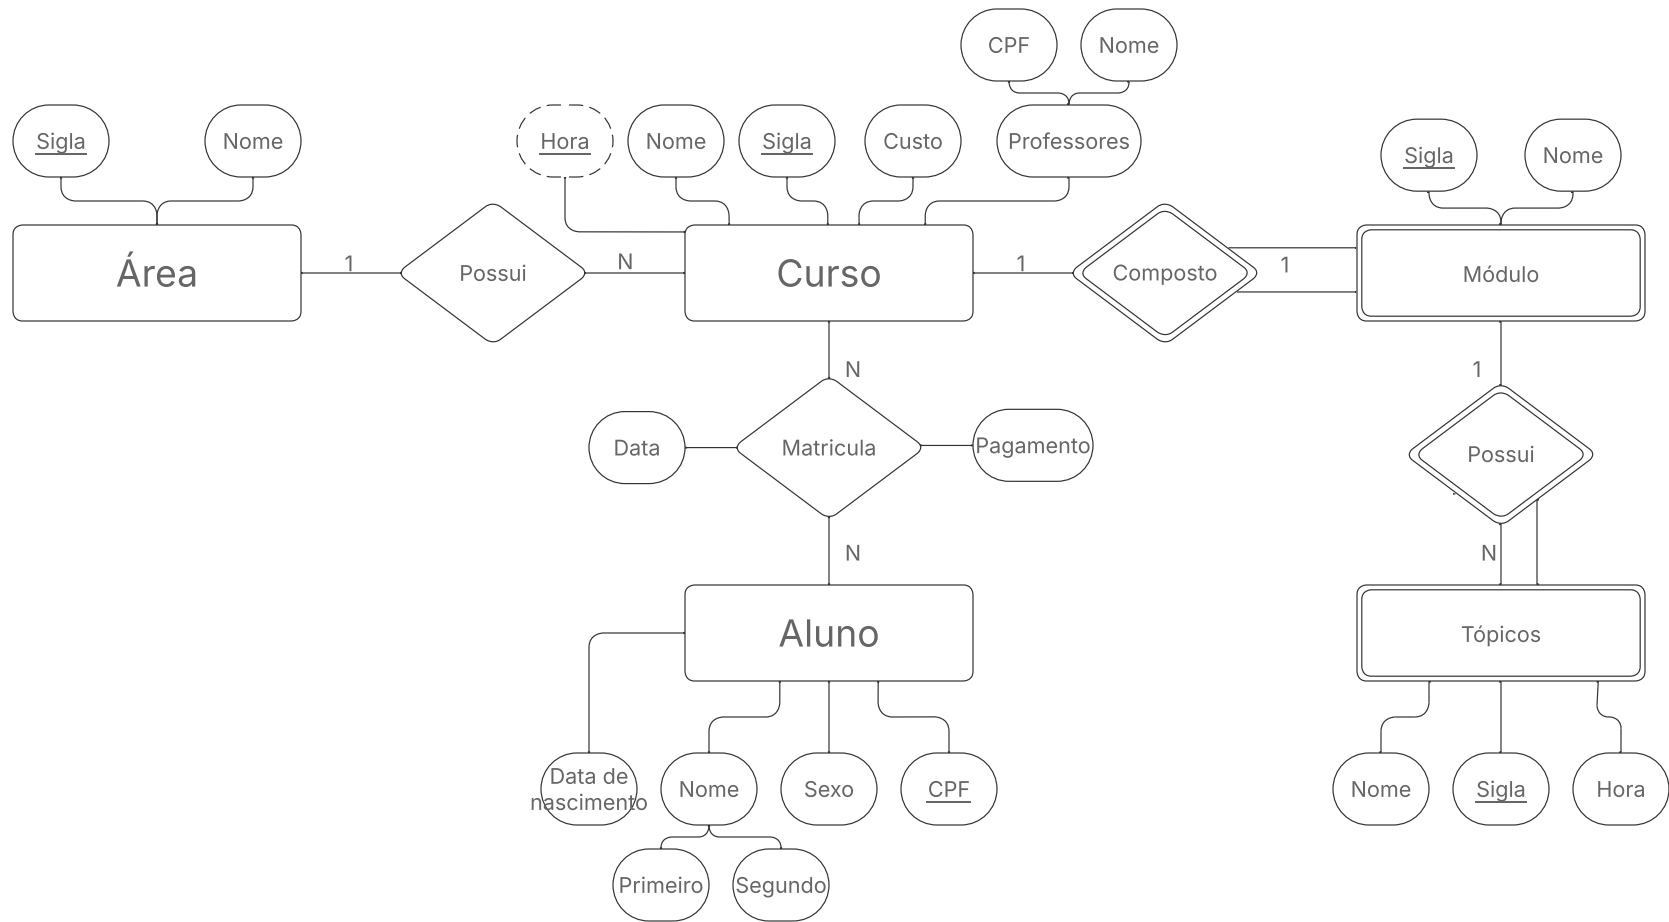 CPF
Nome
Sigla
Nome
Hora
Nome
Sigla
Custo
Professores
Sigla
Nome
Área
1
Possui
N
Curso
1
Composto
1
Módulo
N
1
Data
Matricula
Pagamento
Possui
N
N
Aluno
Tópicos
Data de
nascimento
Nome
Sexo
CPF
Nome
Sigla
Hora
Primeiro
Segundo